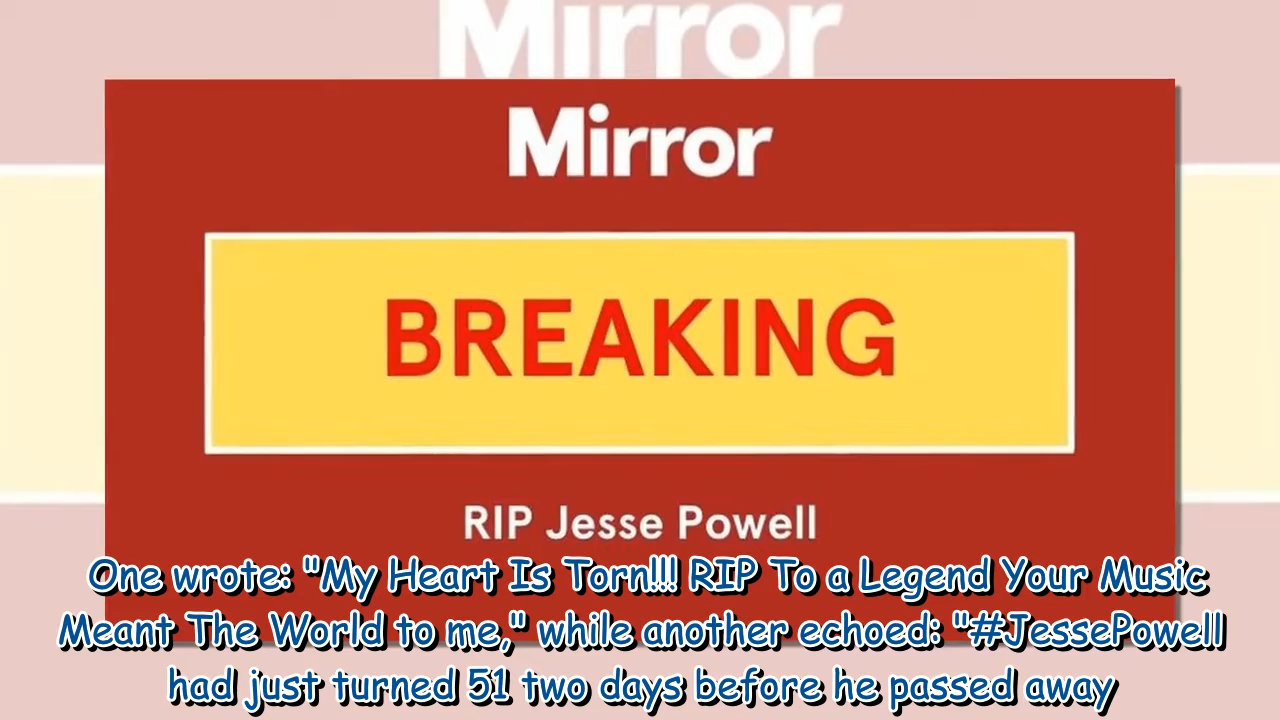 Mirror
Mirror
BREAKING
RIP Jesse Powell
One wrote: "My Heart Is Torn!!! RIP To a Legend Your Music
Meant The World to me," while another echoed: "#JessePowell
had just turned 51 two days before he passed away